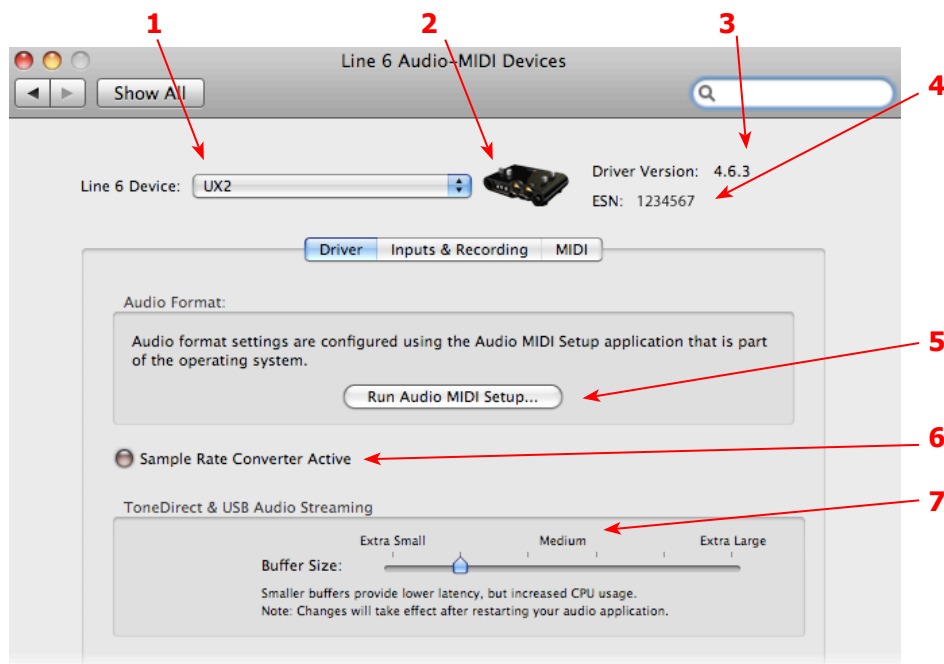 1
2
3
Line 6 Audio-MIDI Devices
4
Show All
Line 6 Device: UX2
Driver Version: 4.6.3
ESN: 1234567
Driver Inputs & Recording MIDI
Audio Format:
Audio format settings are configured using the Audio MIDI Setup application that is part
of the operating system.
5
Run Audio MIDI Setup...
6
Sample Rate Converter Active
7
ToneDirect & USB Audio Streaming
Extra Small Medium Extra Large
Buffer Size:
Smaller buffers provide lower latency, but increased CPU usage.
Note: Changes will take effect after restarting your audio application.